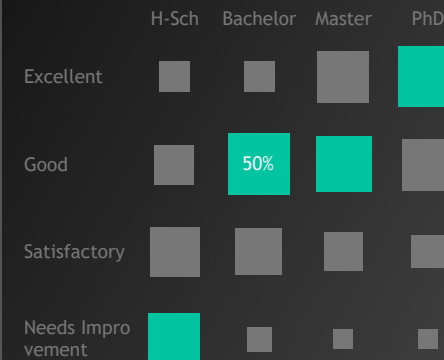 H-Sch Bachelor Master PhD
Excellent
Good 50%
Satisfactory
Needs Impro
vement